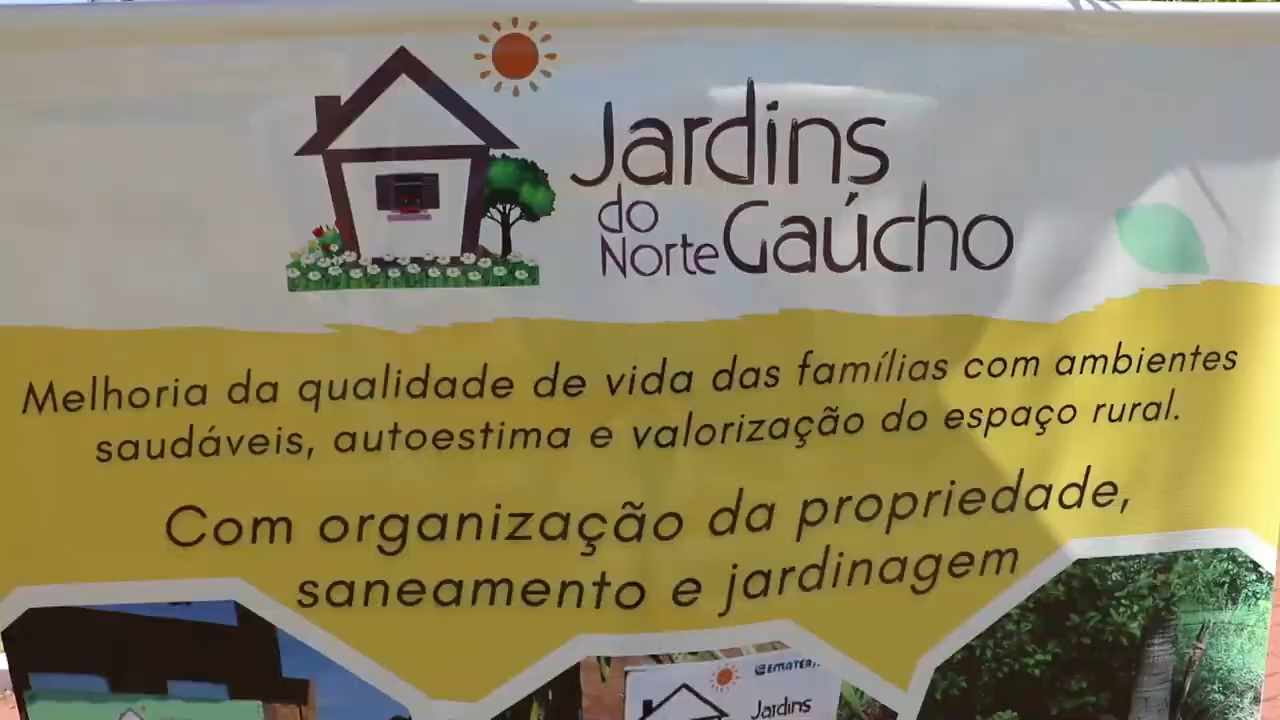 Jardins
do
Norte Gaúcho
Melhoria da qualidade de vida das famílias com ambientes
saudáveis, autoestima e valorização do espaço rural.
Com organização da propriedade,
saneamento e jardinagem
EMATER
Jardins